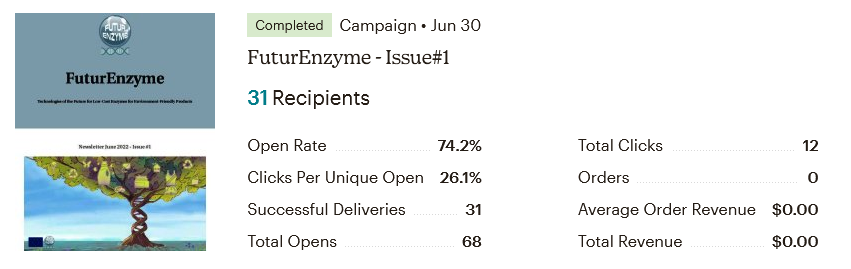 FUTUR
ENZYME
FuturEnzyme
Technologies of the Future for Low-Cost Enzymes for Environment-Friendly Products
Newsletter June 2022 - Issue #1
Completed
Campaign • Jun 30
FuturEnzyme - Issue#1
31 Recipients
Open Rate 74.2%
Clicks Per Unique Open 26.1%
Successful Deliveries 31
Total Opens 68
Total Clicks 12
Orders 0
Average Order Revenue $0.00
Total Revenue $0.00